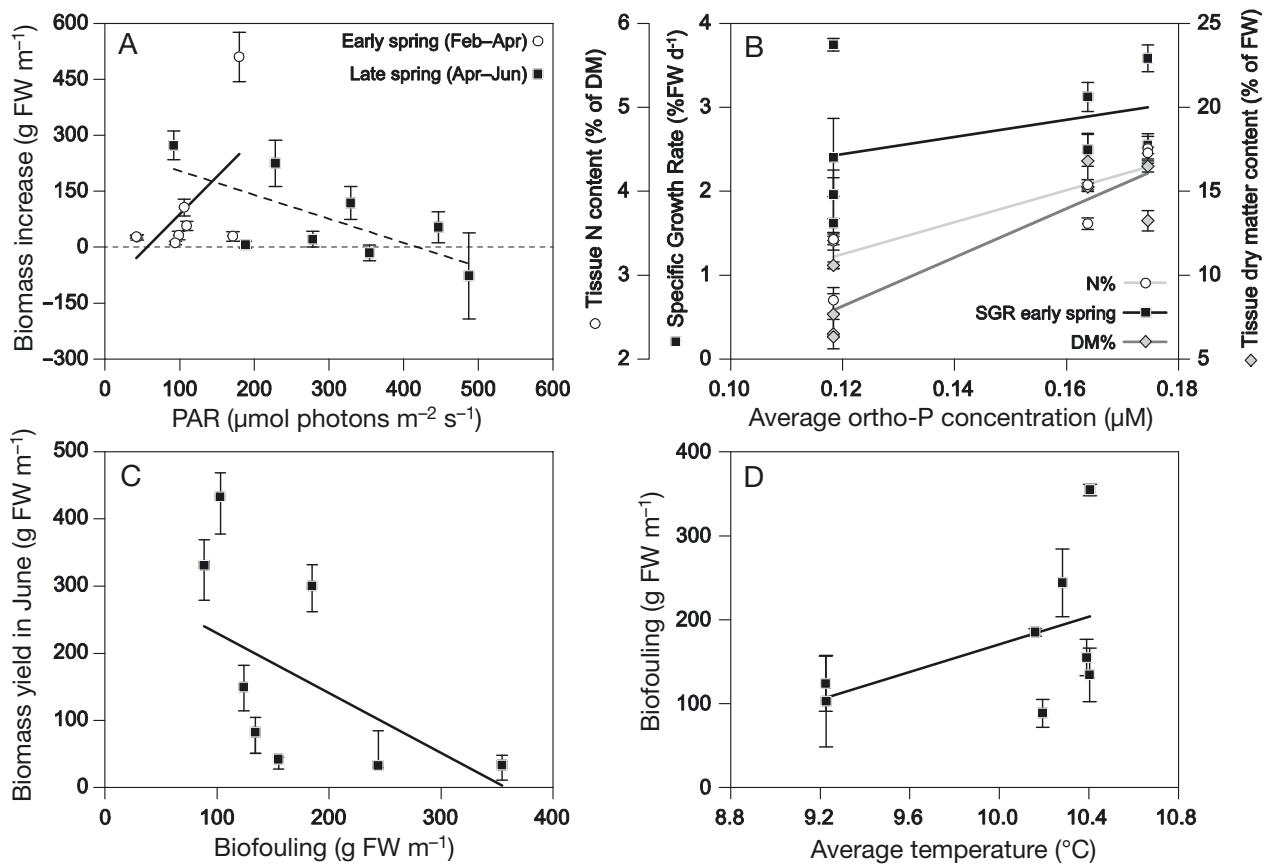 A
Early spring (Feb–Apr)
Late spring (Apr–Jun)
Biomass increase (g FW m⁻¹)
600
450
300
150
0
–150
–300
0 100 200 300 400 500 600
PAR (µmol photons m⁻² s⁻¹)
B
Tissue N content (% of DM)
6
5
4
3
2
Specific Growth Rate (%FW d⁻¹)
4
3
2
1
0
Tissue dry matter content (% of FW)
25
20
15
10
5
N%
SGR early spring
DM%
0.10 0.12 0.14 0.16 0.18
Average ortho-P concentration (µM)
C
Biomass yield in June (g FW m⁻¹)
500
400
300
200
100
0
0 100 200 300 400
Biofouling (g FW m⁻¹)
D
Biofouling (g FW m⁻¹)
400
300
200
100
0
8.8 9.2 9.6 10.0 10.4 10.8
Average temperature (°C)